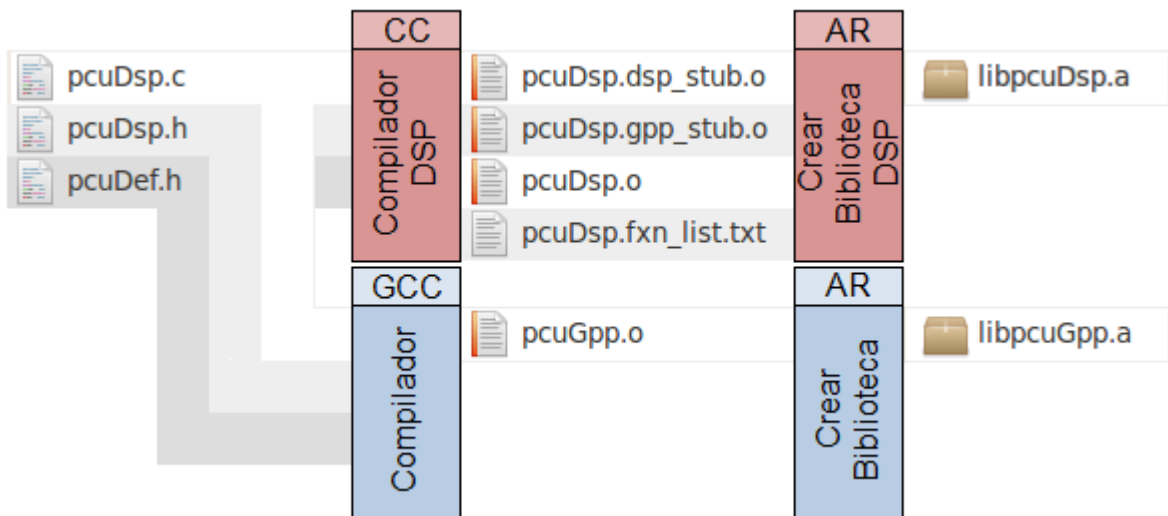 CC
AR
pcuDsp.c
pcuDsp.h
pcuDef.h
Compilador
DSP
pcuDsp.dsp_stub.o
pcuDsp.gpp_stub.o
pcuDsp.o
pcuDsp.fxn_list.txt
Crear
Biblioteca
DSP
libpcuDsp.a
GCC
AR
Compilador
pcuGpp.o
Crear
Biblioteca
libpcuGpp.a